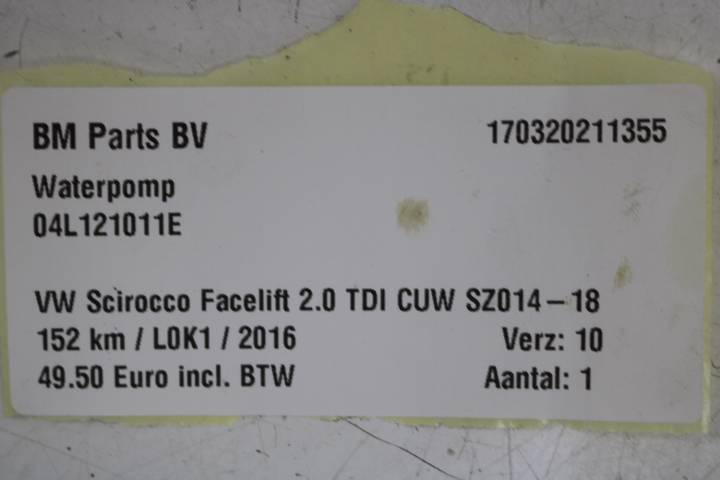 BM Parts BV 170320211355
Waterpomp
04L121011E
VW Scirocco Facelift 2.0 TDI CUW SZ014-18
152 km / L0K1 / 2016 Verz: 10
49.50 Euro incl. BTW Aantal: 1